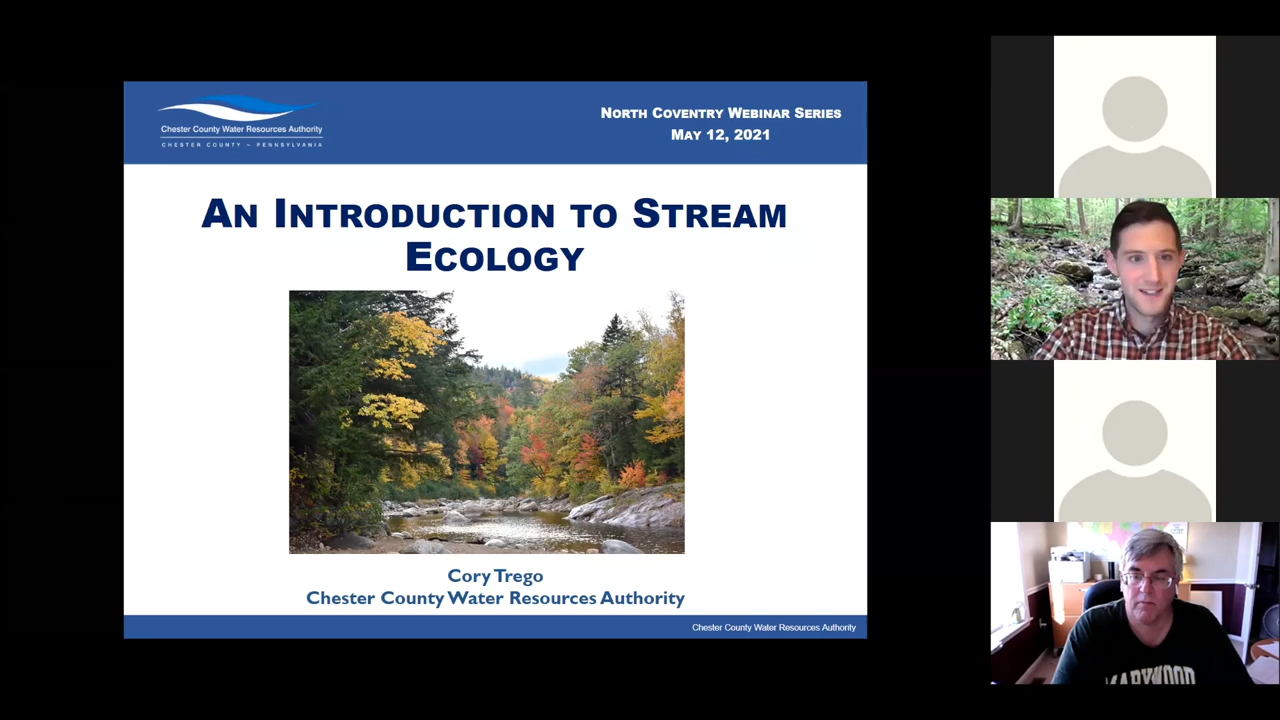 Chester County Water Resources Authority
CHESTER COUNTY ~ PENNSYLVANIA
NORTH COVENTRY WEBINAR SERIES
MAY 12, 2021
AN INTRODUCTION TO STREAM
ECOLOGY
Cory Trego
Chester County Water Resources Authority
Chester County Water Resources Authority
MARYWOOD